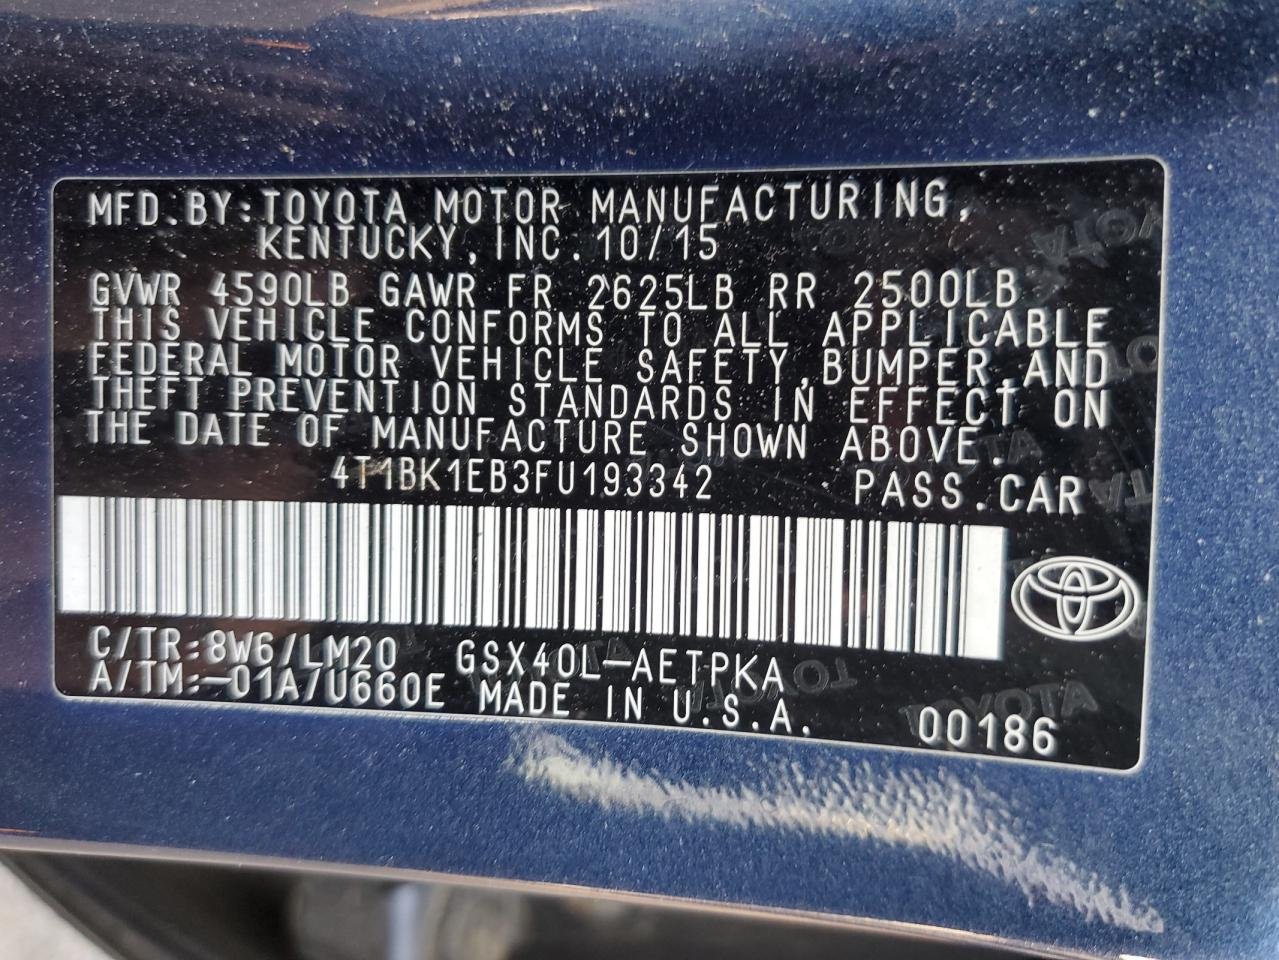 MFD.BY:TOYOTA MOTOR MANUFACTURING,
KENTUCKY,INC.10/15
GVWR 4590LB GAWR FR 2625LB RR 2500LB
THIS VEHICLE CONFORMS TO ALL APPLICABLE
FEDERAL MOTOR VEHICLE SAFETY,BUMPER,AND
THEFT PREVENTION STANDARDS IN EFFECT ON
THE DATE OF MANUFACTURE SHOWN ABOVE.
4T1BK1EB3FU193342 PASS.CAR
C/TR:8W6/LM20 GSX40L-AETPKA
A/TM:-01A/U660E MADE IN U.S.A. 00186